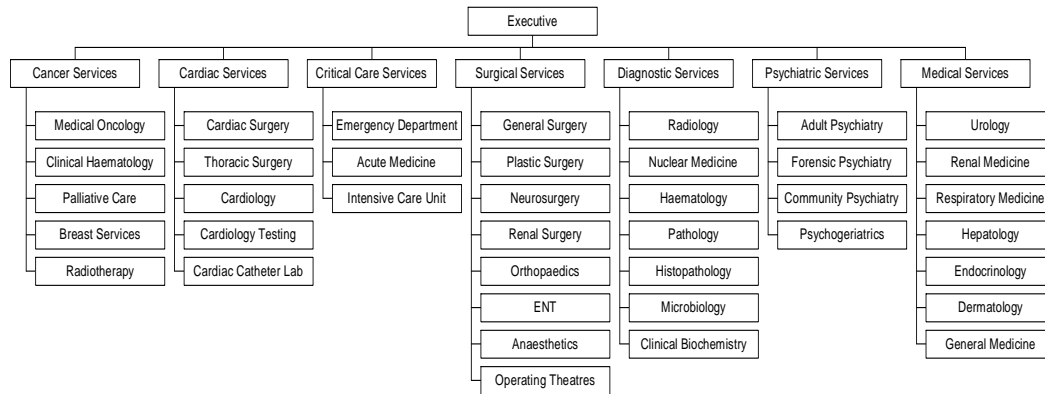 Executive
Cancer Services
Cardiac Services
Critical Care Services
Surgical Services
Diagnostic Services
Psychiatric Services
Medical Services
Medical Oncology
Clinical Haematology
Palliative Care
Breast Services
Radiotherapy
Cardiac Surgery
Thoracic Surgery
Cardiology
Cardiology Testing
Cardiac Catheter Lab
Emergency Department
Acute Medicine
Intensive Care Unit
General Surgery
Plastic Surgery
Neurosurgery
Renal Surgery
Orthopaedics
ENT
Anaesthetics
Operating Theatres
Radiology
Nuclear Medicine
Haematology
Pathology
Histopathology
Microbiology
Clinical Biochemistry
Adult Psychiatry
Forensic Psychiatry
Community Psychiatry
Psychogeriatrics
Urology
Renal Medicine
Respiratory Medicine
Hepatology
Endocrinology
Dermatology
General Medicine